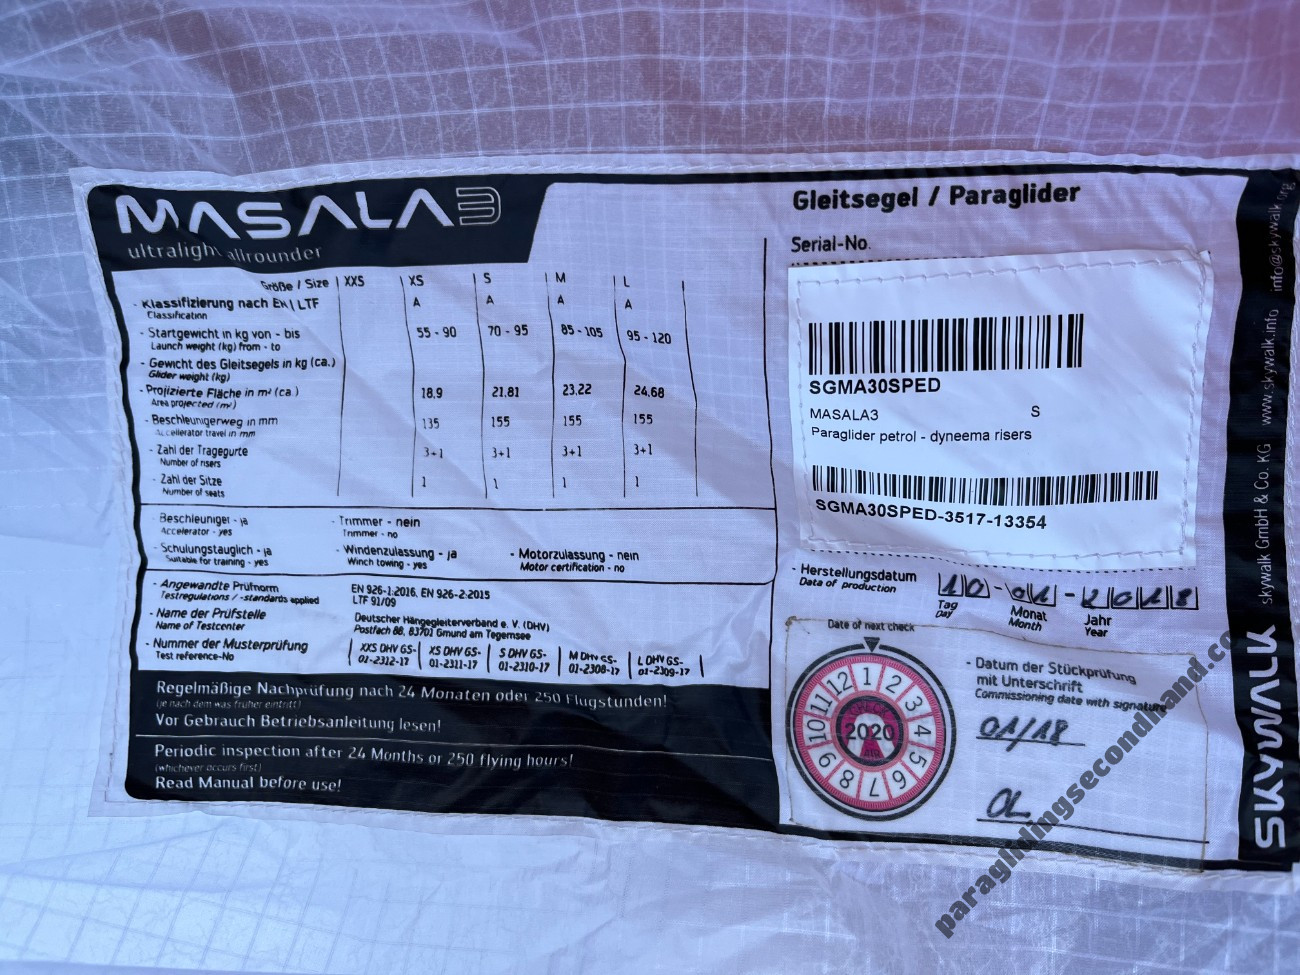 MASALA3
ultralight allrounder
Größe / Size XXS XS S M L
- Klassifizierung nach EN LTF A A A A
Classification
- Startgewicht in kg von - bis 55 - 90 70 - 95 85 - 105 95 - 120
Launch weight (kg) from - to
- Gewicht des Gleitsegels in kg (ca.)
Glider weight (kg)
- Projizierte Fläche in m² (ca.) 18,9 21,81 23,22 24,68
Area projected (m²)
- Beschleunigerweg in mm 135 155 155 155
Accellerator travel in mm
- Zahl der Tragegurte 3+1 3+1 3+1 3+1
Number of risers
- Zahl der Sitze 1 1 1 1
Number of seats
- Beschleuniger - ja - Trimmer - nein
Accelerator - yes Trimmer - no
- Schulungstauglich - ja - Windenzulassung - ja - Motorzulassung - nein
Suitable for training - yes Winch towing - yes Motor certification - no
- Angewandte Prüfnorm EN 926-1:2016, EN 926-2:2015
Testregulations / -standards applied LTF 91/09
- Name der Prüfstelle Deutscher Hängegleiterverband e. V. (DHV)
Name of Testcenter Postfach 88, 83701 Gmund am Tegernsee
- Nummer der Musterprüfung XXS DHV GS- XS DHV GS- S DHV GS- M DHV GS- L DHV GS-
Test reference-No 01-2312-17 01-2311-17 01-2310-17 01-2308-17 01-2309-17
Regelmäßige Nachprüfung nach 24 Monaten oder 250 Flugstunden!
(je nach dem was früher eintritt)
Vor Gebrauch Betriebsanleitung lesen!
Periodic inspection after 24 Months or 250 flying hours!
(whichever occurs first)
Read Manual before use!
Gleitsegel / Paraglider
Serial-No.
SGMA30SPED
MASALA3 S
Paraglider petrol - dyneema risers
SGMA30SPED-3517-13354
- Herstellungsdatum 10-01-2018
Date of production Tag Monat Jahr
Day Month Year
Date of next check
1 2 3 4 5 6 7 8 9 10 11 12
2020
- Datum der Stückprüfung
mit Unterschrift
Commissioning date with signature
01/18
OL
SKYWALK skywalk GmbH & Co. KG www.skywalk.info info@skywalk.org
paraglidingsecondhand.co